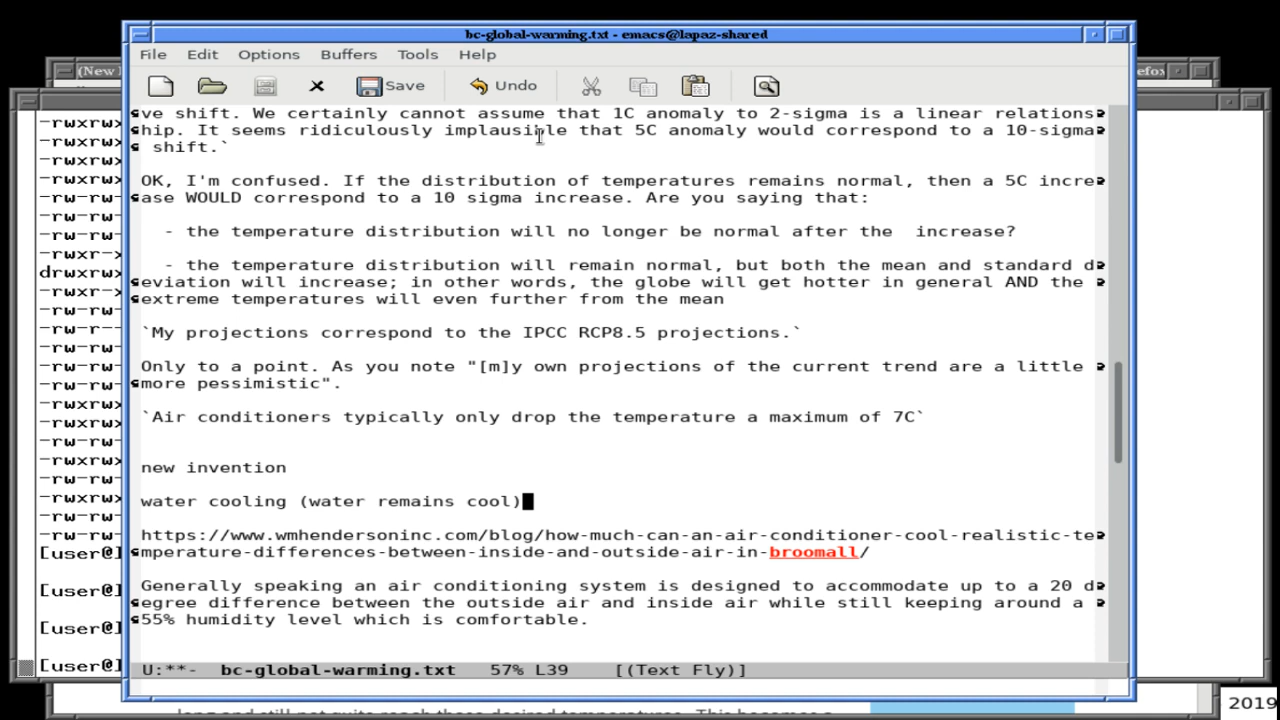 bc-global-warming.txt - emacs@lapaz-shared
File Edit Options Buffers Tools Help
Save Undo
(New
efox
ve shift. We certainly cannot assume that 1C anomaly to 2-sigma is a linear relations
hip. It seems ridiculously implausible that 5C anomaly would correspond to a 10-sigma
shift.`
OK, I'm confused. If the distribution of temperatures remains normal, then a 5C incre
ase WOULD correspond to a 10 sigma increase. Are you saying that:
- the temperature distribution will no longer be normal after the  increase?
- the temperature distribution will remain normal, but both the mean and standard d
eviation will increase; in other words, the globe will get hotter in general AND the
extreme temperatures will even further from the mean
`My projections correspond to the IPCC RCP8.5 projections.`
Only to a point. As you note "[m]y own projections of the current trend are a little
more pessimistic".
`Air conditioners typically only drop the temperature a maximum of 7C`
new invention
water cooling (water remains cool)
https://www.wmhendersoninc.com/blog/how-much-can-an-air-conditioner-cool-realistic-te
mperature-differences-between-inside-and-outside-air-in-broomall/
Generally speaking an air conditioning system is designed to accommodate up to a 20 d
egree difference between the outside air and inside air while still keeping around a
55% humidity level which is comfortable.
U:**-  bc-global-warming.txt   57% L39    [(Text Fly)]
-rwxrwx
-rwxrwx
-rwxrwx
-rwxrwx
-rw-rw-
-rw-rw-
-rw-rw-
-rwxr-x
drwxrwx
-rwxr-x
-rw-rw-
-rw-r--
-rw-rw-
-rw-rw-
-rw-rw-
-rwxrwx
-rwxrwx
-rw-rw-
-rwxrwx
-rw-rw-
-rwxrwx
-rw-rw-
-rw-rw-
[user@]
[user@]
[user@]
[user@]
2019